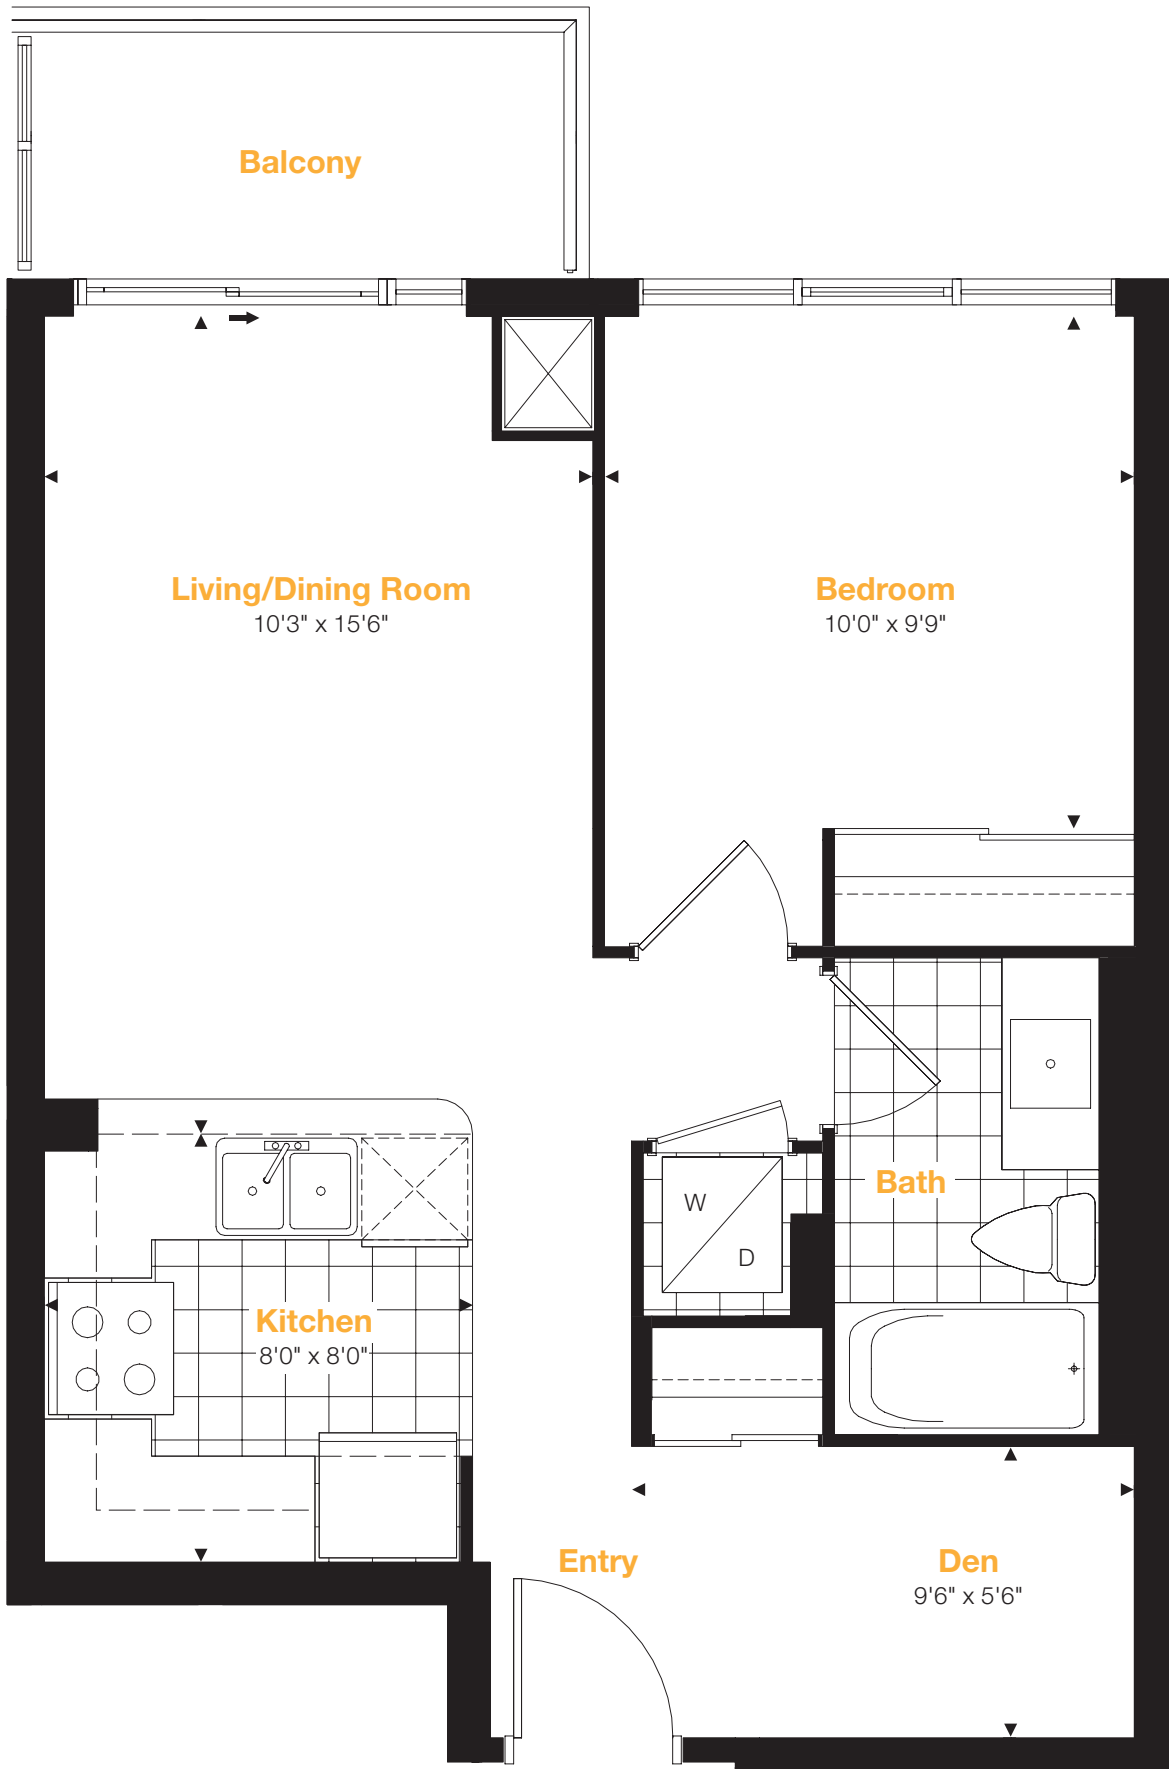 Balcony
Living/Dining Room
10'3" x 15'6"
Bedroom
10'0" x 9'9"
Bath
W
D
Kitchen
8'0" x 8'0"
Entry
Den
9'6" x 5'6"